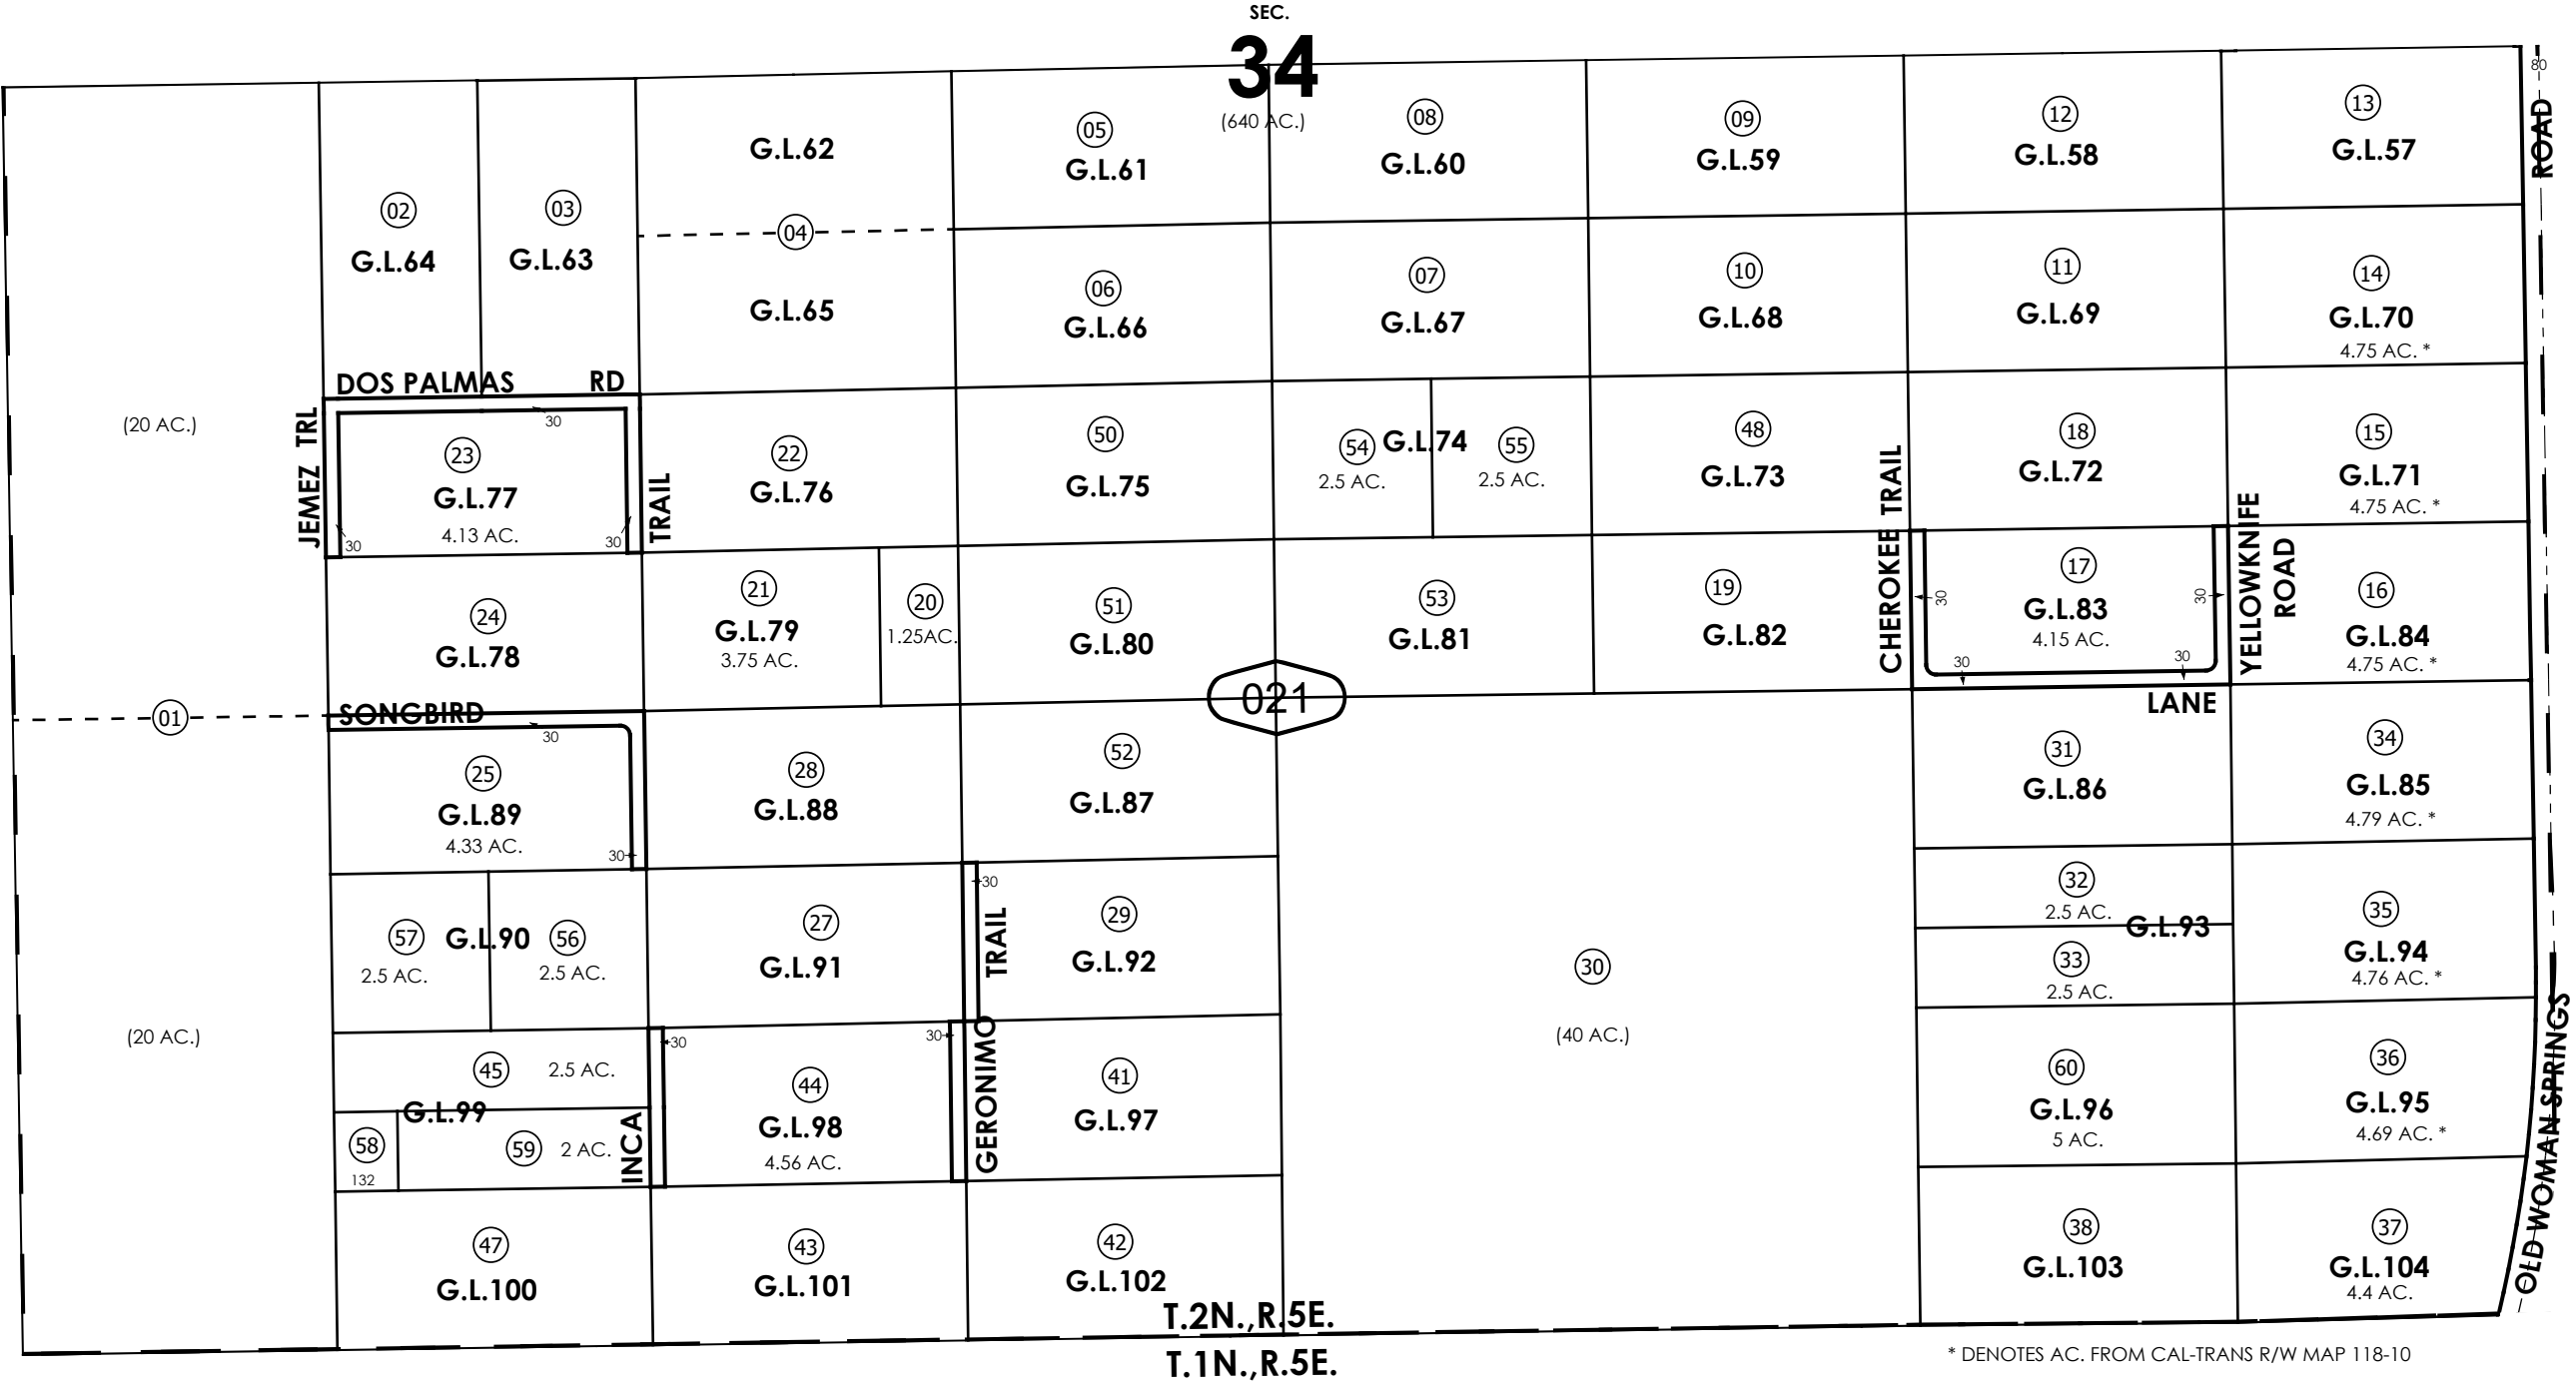 SEC.
34
(640 AC.)
80
ROAD
G.L.62
05
G.L.61
08
G.L.60
09
G.L.59
12
G.L.58
13
G.L.57
02
G.L.64
03
G.L.63
04
G.L.65
06
G.L.66
07
G.L.67
10
G.L.68
11
G.L.69
14
G.L.70
4.75 AC. *
DOS PALMAS RD
30
(20 AC.)
JEMEZ TRL
23
G.L.77
4.13 AC.
30
30
TRAIL
22
G.L.76
50
G.L.75
54
2.5 AC.
G.L.74
55
2.5 AC.
48
G.L.73
CHEROKEE TRAIL
18
G.L.72
15
G.L.71
4.75 AC. *
24
G.L.78
21
G.L.79
3.75 AC.
20
1.25AC.
51
G.L.80
53
G.L.81
19
G.L.82
30
17
G.L.83
4.15 AC.
30
30
30
YELLOWKNIFE
ROAD
16
G.L.84
4.75 AC. *
021
LANE
01
SONGBIRD
30
25
G.L.89
4.33 AC.
30
28
G.L.88
52
G.L.87
31
G.L.86
34
G.L.85
4.79 AC. *
57
2.5 AC.
G.L.90
56
2.5 AC.
27
G.L.91
30
TRAIL
29
G.L.92
30
(40 AC.)
32
2.5 AC.
G.L.93
33
2.5 AC.
35
G.L.94
4.76 AC. *
(20 AC.)
45
2.5 AC.
G.L.99
58
132
59
2 AC.
INCA
30
44
G.L.98
4.56 AC.
30
GERONIMO
41
G.L.97
60
G.L.96
5 AC.
36
G.L.95
4.69 AC. *
OLD WOMAN SPRINGS
47
G.L.100
43
G.L.101
42
G.L.102
38
G.L.103
37
G.L.104
4.4 AC.
T.2N.,R.5E.
T.1N.,R.5E.
* DENOTES AC. FROM CAL-TRANS R/W MAP 118-10